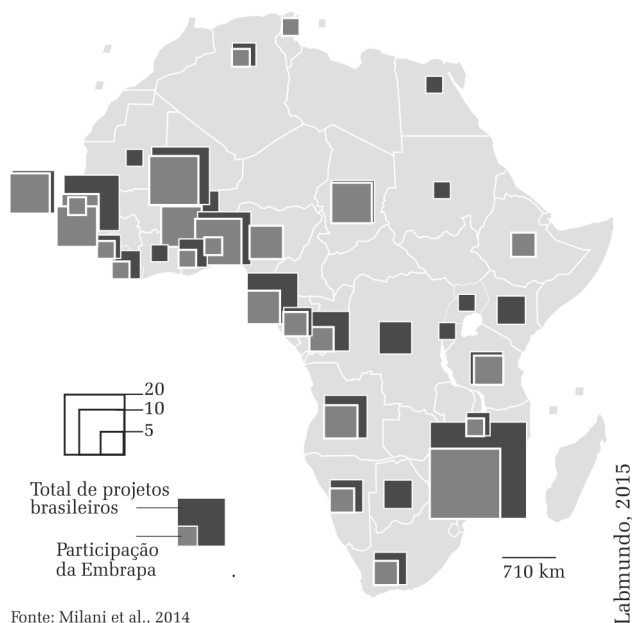 20
10
5
Total de projetos
brasileiros
Participação
da Embrapa
710 km
Labmundo, 2015
Fonte: Milani et al.. 2014